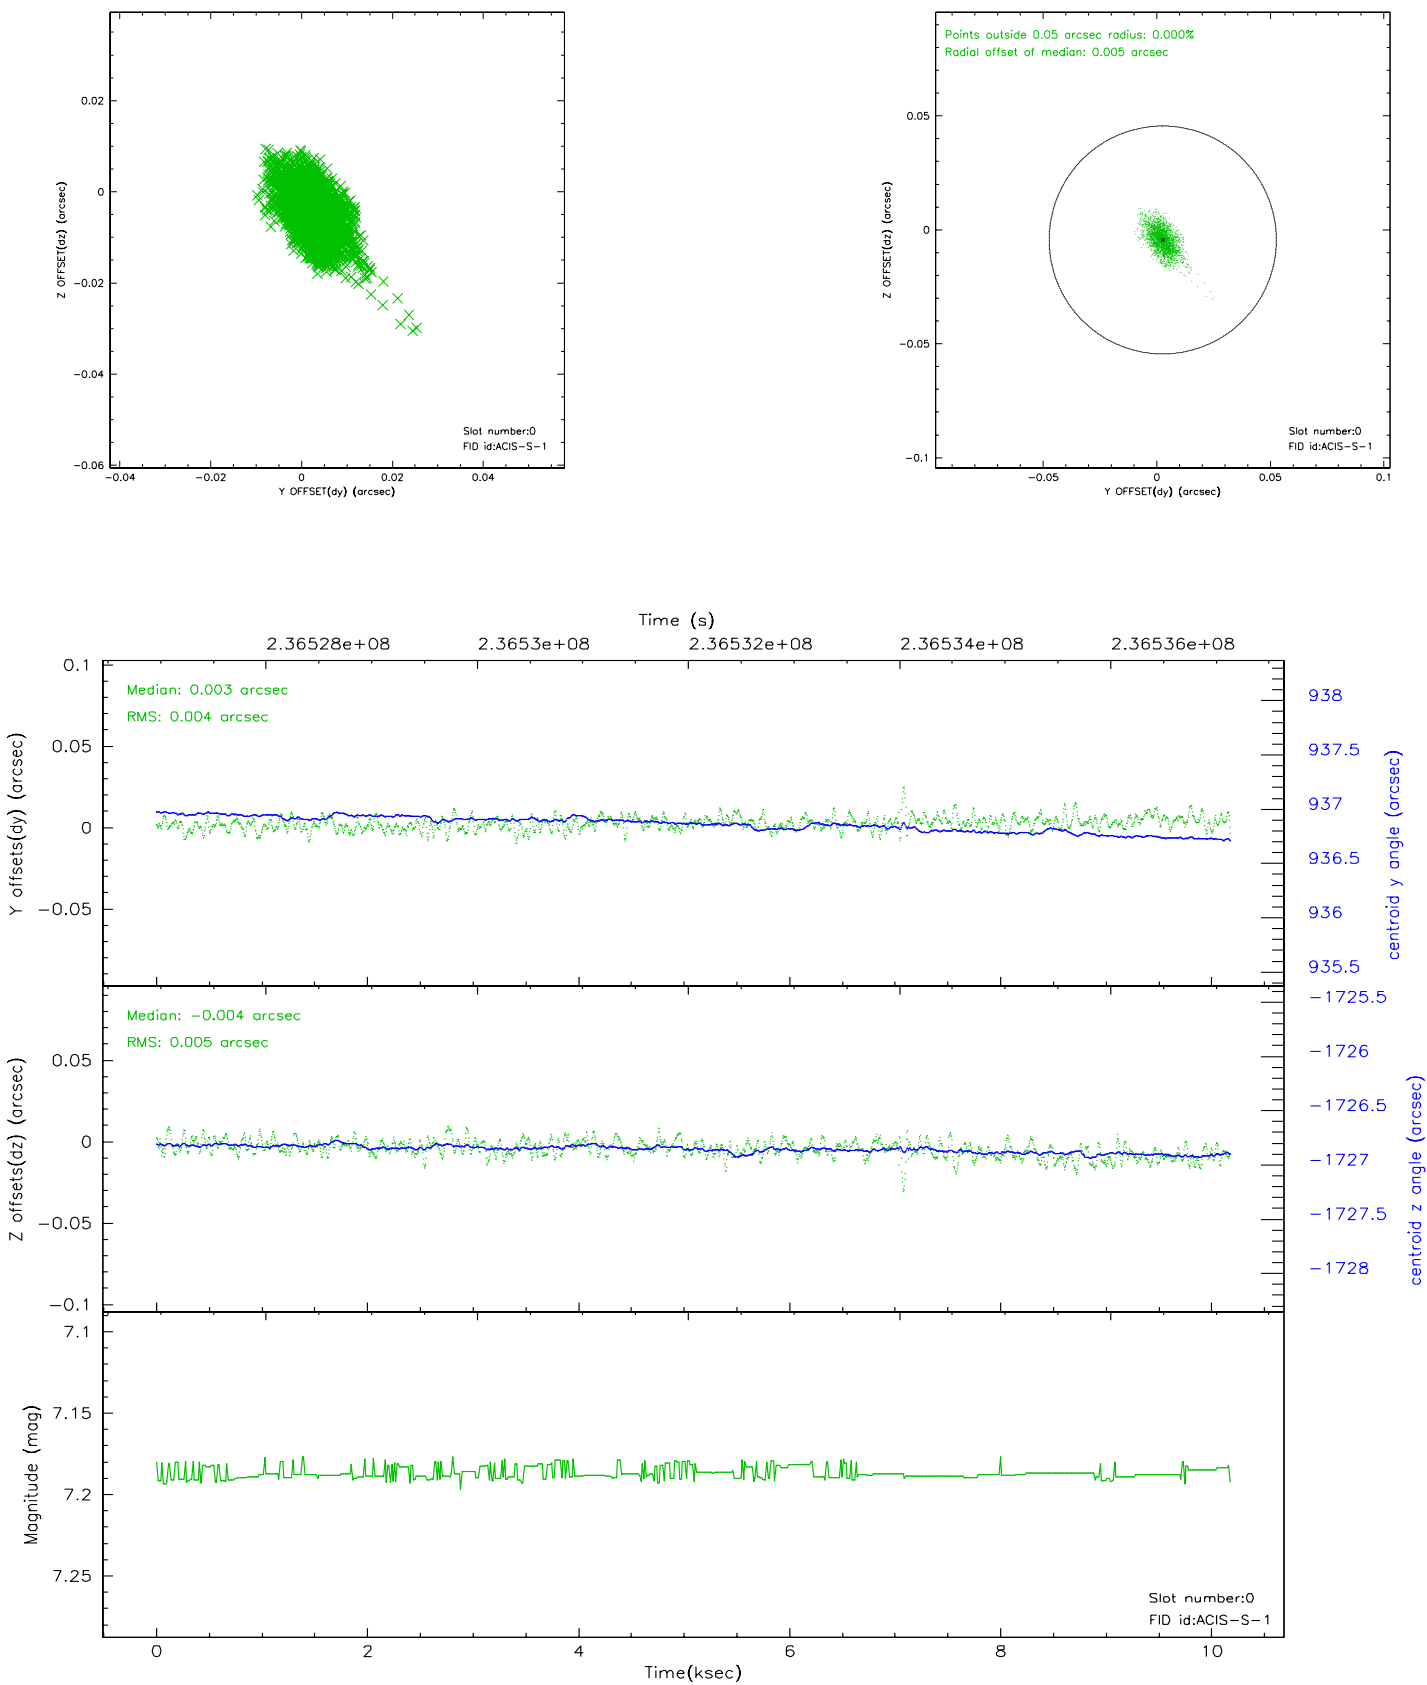 0.02
0
−0.02
−0.04
−0.06
−0.04
−0.02
0
0.02
0.04
Z OFFSET(dz) (arcsec)
Y OFFSET(dy) (arcsec)
Slot number:0
FID id:ACIS−S−1
Points outside 0.05 arcsec radius: 0.000%
Radial offset of median: 0.005 arcsec
0.05
0
−0.05
−0.1
−0.05
0
0.05
0.1
Z OFFSET(dz) (arcsec)
Y OFFSET(dy) (arcsec)
Slot number:0
FID id:ACIS−S−1
Time (s)
2.36528e+08 2.3653e+08 2.36532e+08 2.36534e+08 2.36536e+08
Median: 0.003 arcsec
RMS: 0.004 arcsec
0.1
0.05
0
−0.05
Y offsets(dy) (arcsec)
938
937.5
937
936.5
936
935.5
centroid y angle (arcsec)
Median: −0.004 arcsec
RMS: 0.005 arcsec
0.05
0
−0.05
−0.1
Z offsets(dz) (arcsec)
−1725.5
−1726
−1726.5
−1727
−1727.5
−1728
centroid z angle (arcsec)
7.1
7.15
7.2
7.25
Magnitude (mag)
Slot number:0
FID id:ACIS−S−1
0 2 4 6 8 10
Time(ksec)